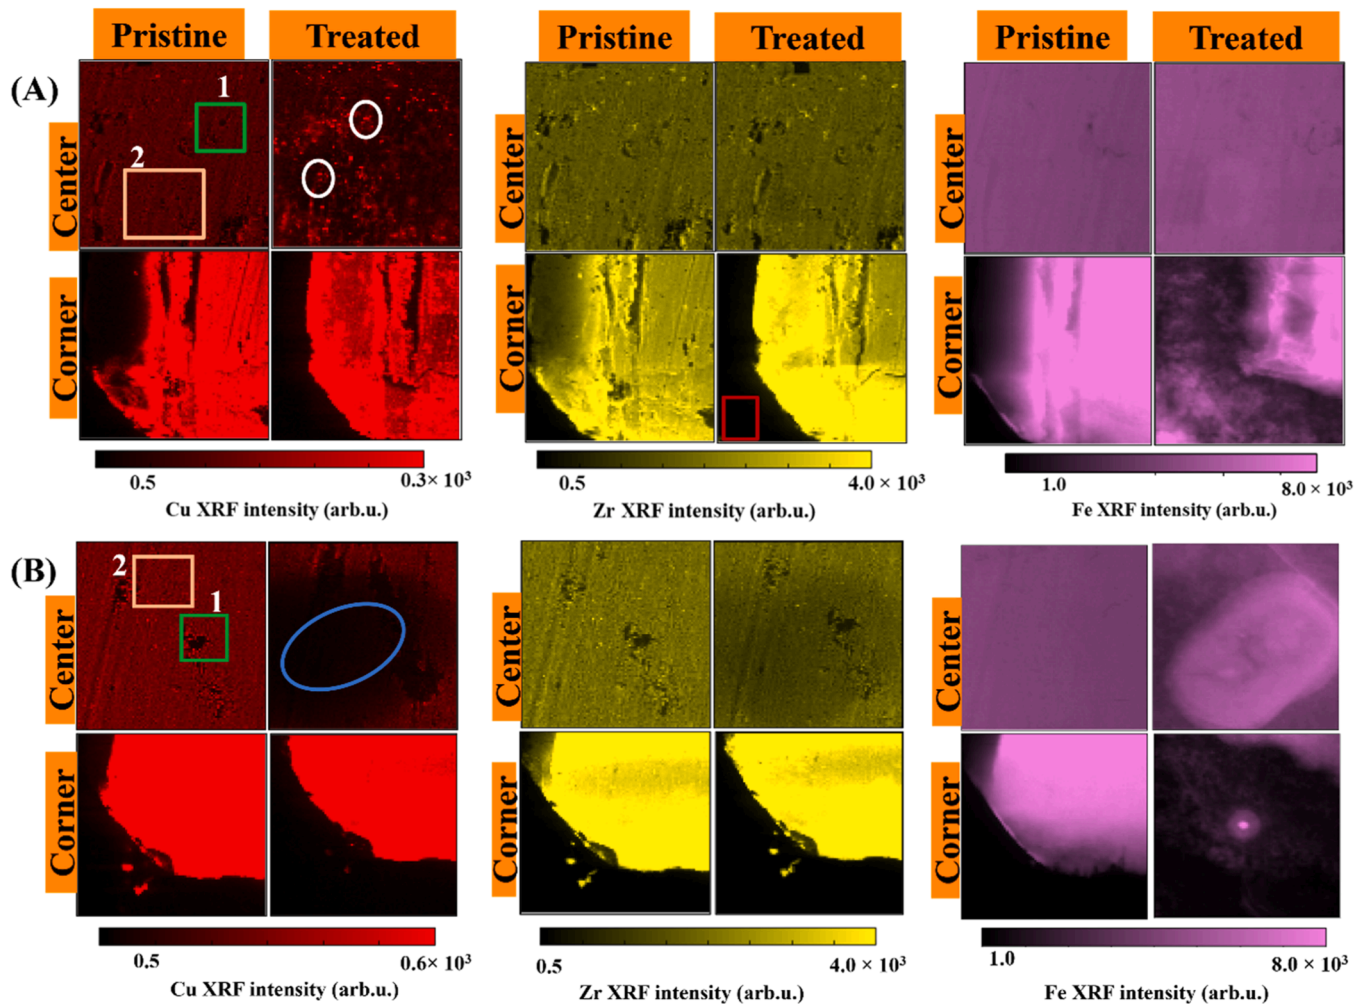 Pristine Treated Pristine Treated Pristine Treated
(A)
1
2
Center Center Center
Corner Corner Corner
0.5 0.3× 10³ 0.5 4.0× 10³ 1.0 8.0× 10³
Cu XRF intensity (arb.u.) Zr XRF intensity (arb.u.) Fe XRF intensity (arb.u.)
(B)
2
1
Center Center Center
Corner Corner Corner
0.5 0.6× 10³ 0.5 4.0× 10³ 1.0 8.0× 10³
Cu XRF intensity (arb.u.) Zr XRF intensity (arb.u.) Fe XRF intensity (arb.u.)